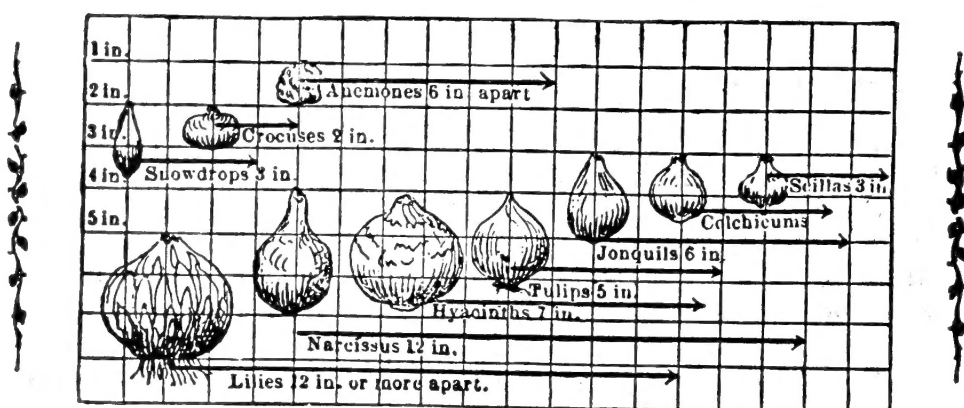 1 in.
Anemones 6 in. apart
2 in.
Crocuses 2 in.
3 in.
Snowdrops 3 in.
4 in.
Scillas 3 in
Colchicums
5 in.
Jonquils 6 in.
Tulips 5 in.
Hyacinths 7 in.
Narcissus 12 in.
Lilies 12 in. or more apart.